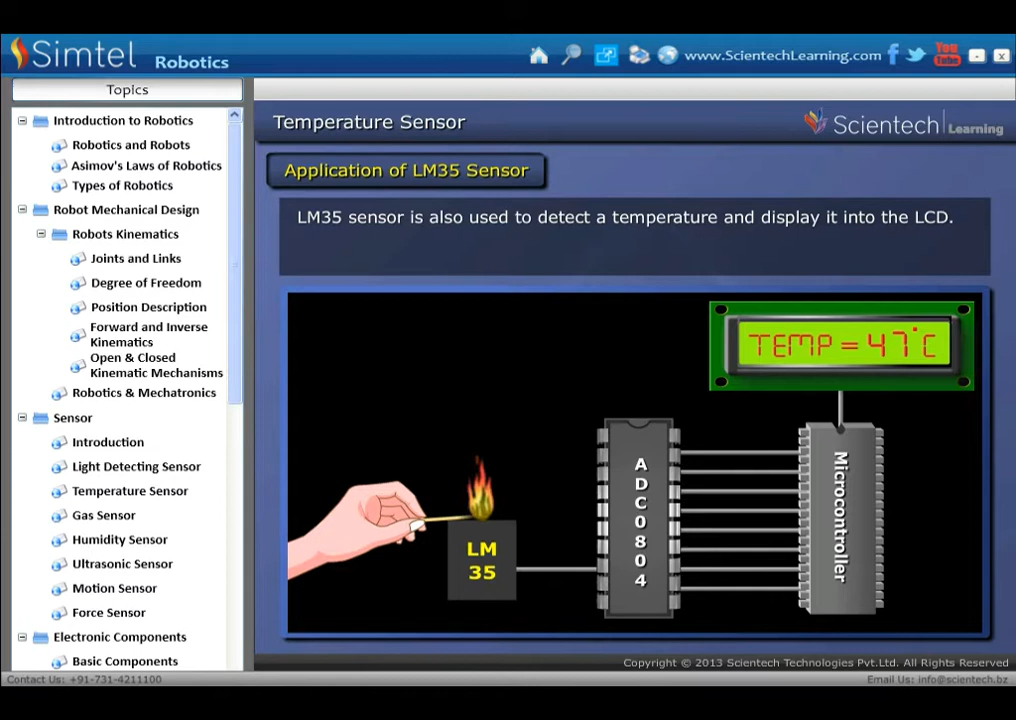 Simtel Robotics
www.ScientechLearning.com
You
Tube
Topics
Introduction to Robotics
Robotics and Robots
Asimov's Laws of Robotics
Types of Robotics
Robot Mechanical Design
Robots Kinematics
Joints and Links
Degree of Freedom
Position Description
Forward and Inverse
Kinematics
Open & Closed
Kinematic Mechanisms
Robotics & Mechatronics
Sensor
Introduction
Light Detecting Sensor
Temperature Sensor
Gas Sensor
Humidity Sensor
Ultrasonic Sensor
Motion Sensor
Force Sensor
Electronic Components
Basic Components
Temperature Sensor
Scientech Learning
Application of LM35 Sensor
LM35 sensor is also used to detect a temperature and display it into the LCD.
TEMP = 47°C
LM
35
ADC0804
Microcontroller
Copyright © 2013 Scientech Technologies Pvt.Ltd. All Rights Reserved
Contact Us: +91-731-4211100
Email Us: info@scientech.bz